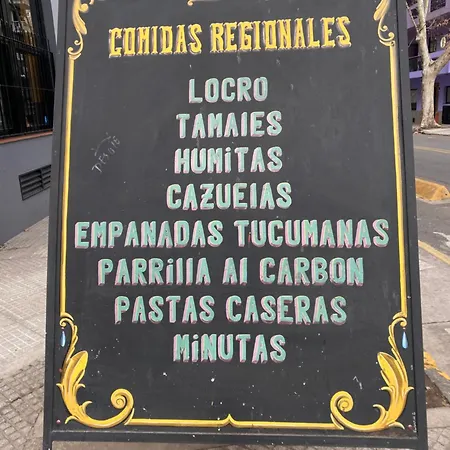 COMIDAS REGIONALES
LOCRO
TAMAlES
HUMiTAS
CAZUElAS
EMPANADAS TUCUMANAS
PARRillA Al CARBON
PASTAS CASERAS
MiNUTAS